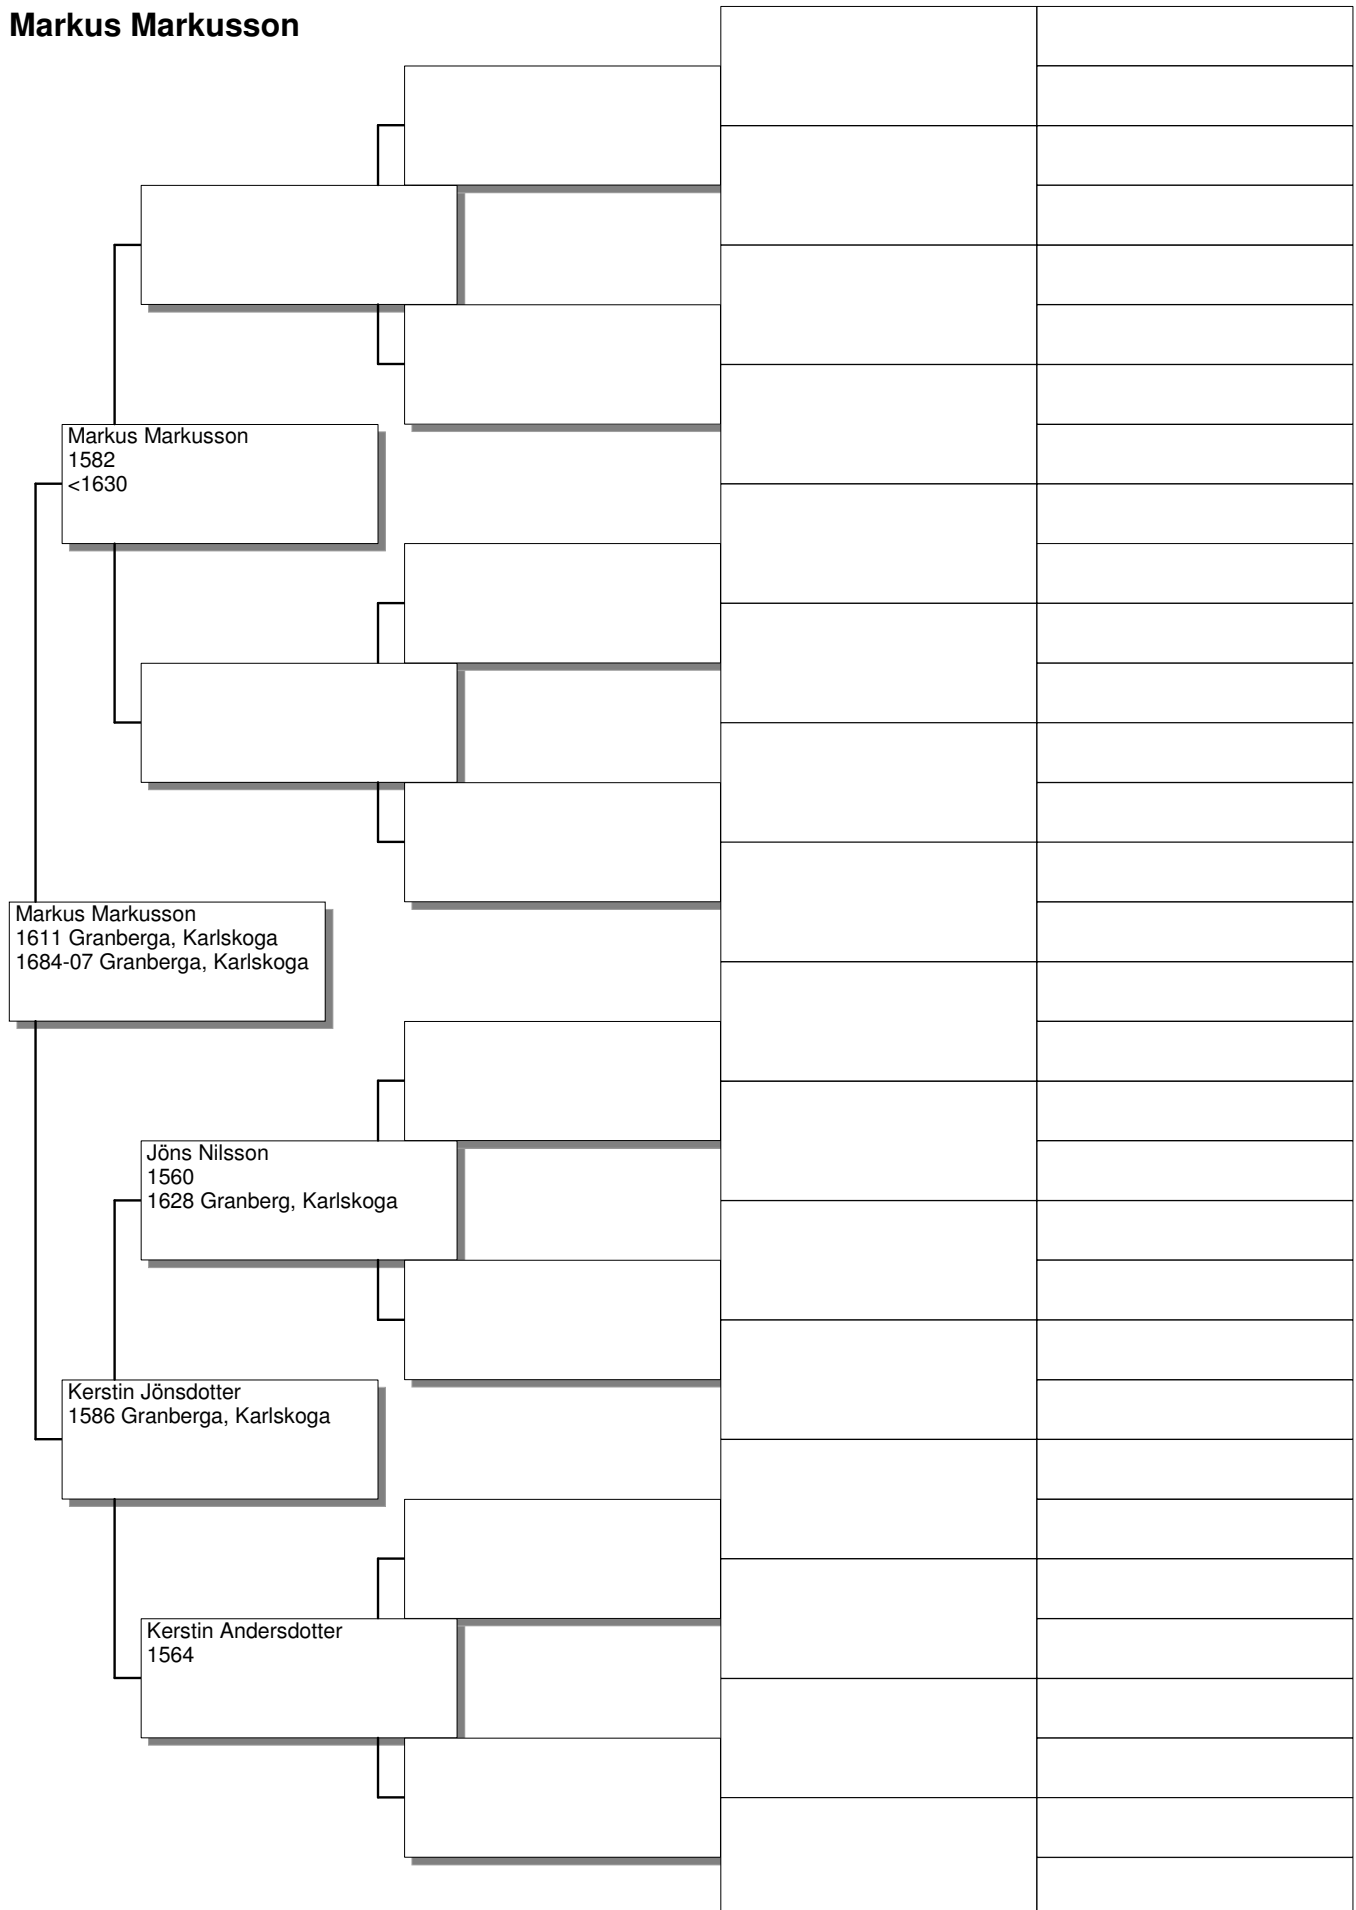 Markus Markusson
Markus Markusson
1582
<1630
Markus Markusson
1611 Granberga, Karlskoga
1684-07 Granberga, Karlskoga
Jöns Nilsson
1560
1628 Granberg, Karlskoga
Kerstin Jönsdotter
1586 Granberga, Karlskoga
Kerstin Andersdotter
1564